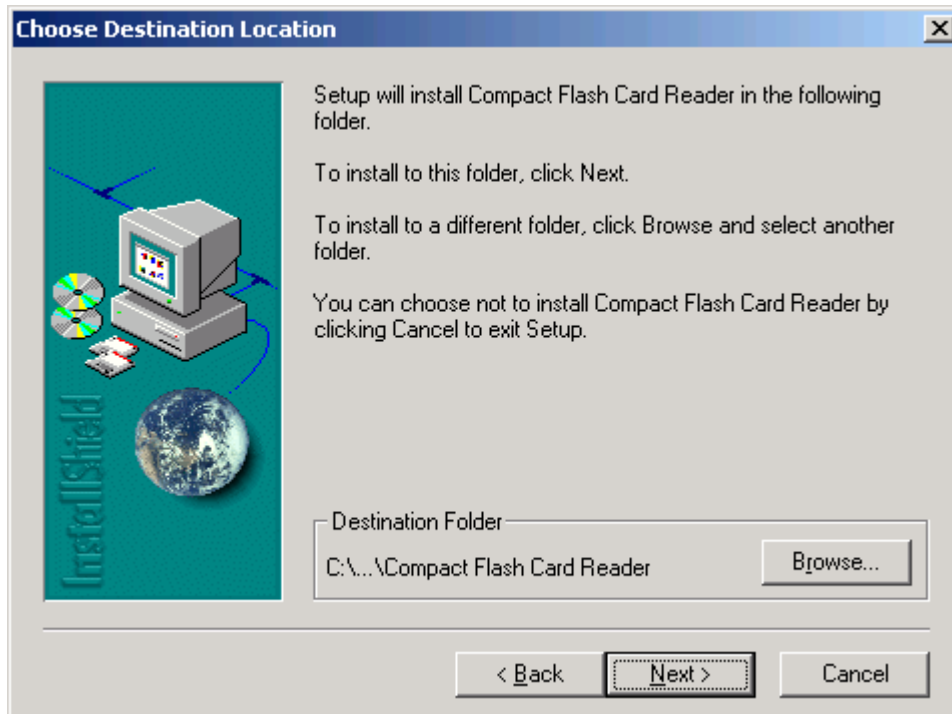 Choose Destination Location
Setup will install Compact Flash Card Reader in the following
folder.
To install to this folder, click Next.
To install to a different folder, click Browse and select another
folder.
You can choose not to install Compact Flash Card Reader by
clicking Cancel to exit Setup.
InstallShield
Destination Folder
C:\...\Compact Flash Card Reader
Browse...
< Back
Next >
Cancel